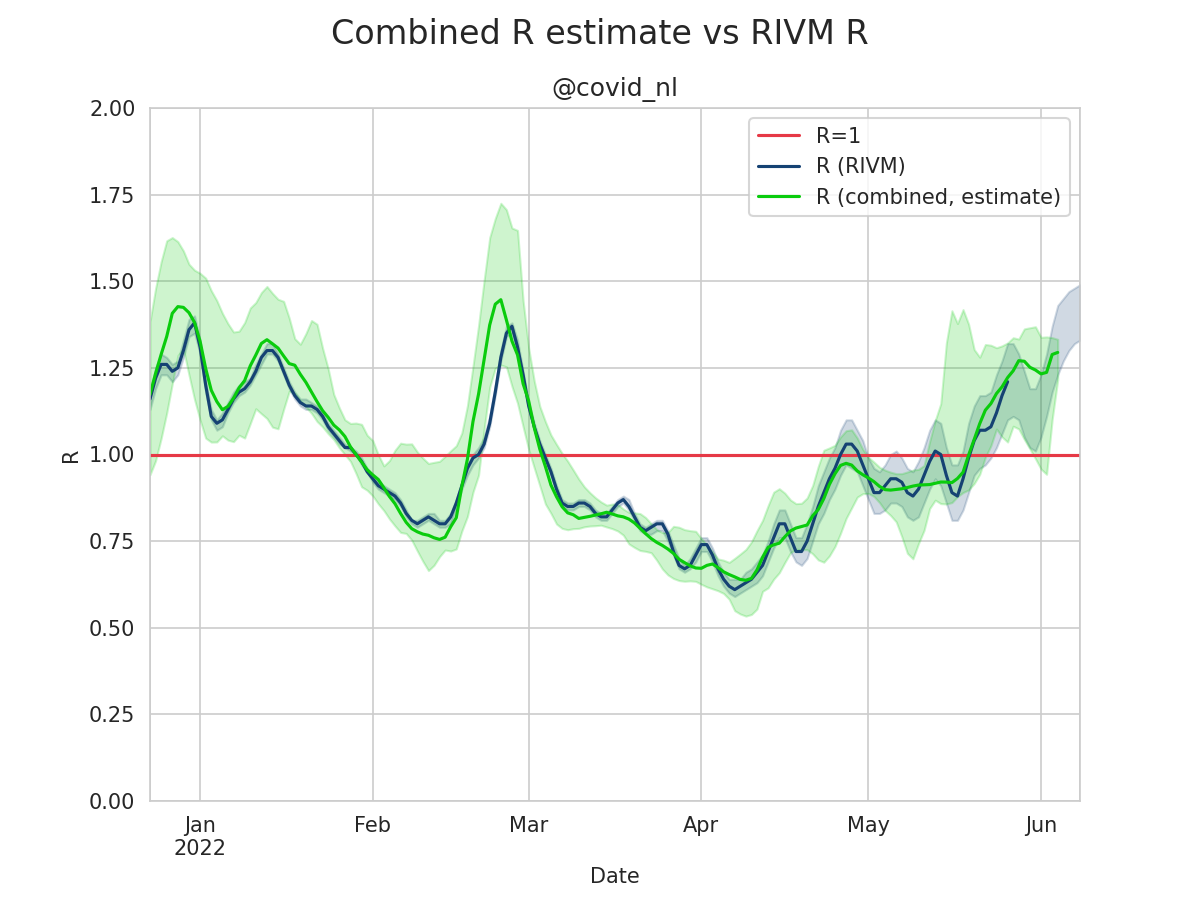 Combined R estimate vs RIVM R
@covid_nl
R=1
R (RIVM)
R (combined, estimate)
2.00
1.75
1.50
1.25
1.00
0.75
0.50
0.25
0.00
R
Jan
2022
Feb
Mar
Apr
May
Jun
Date